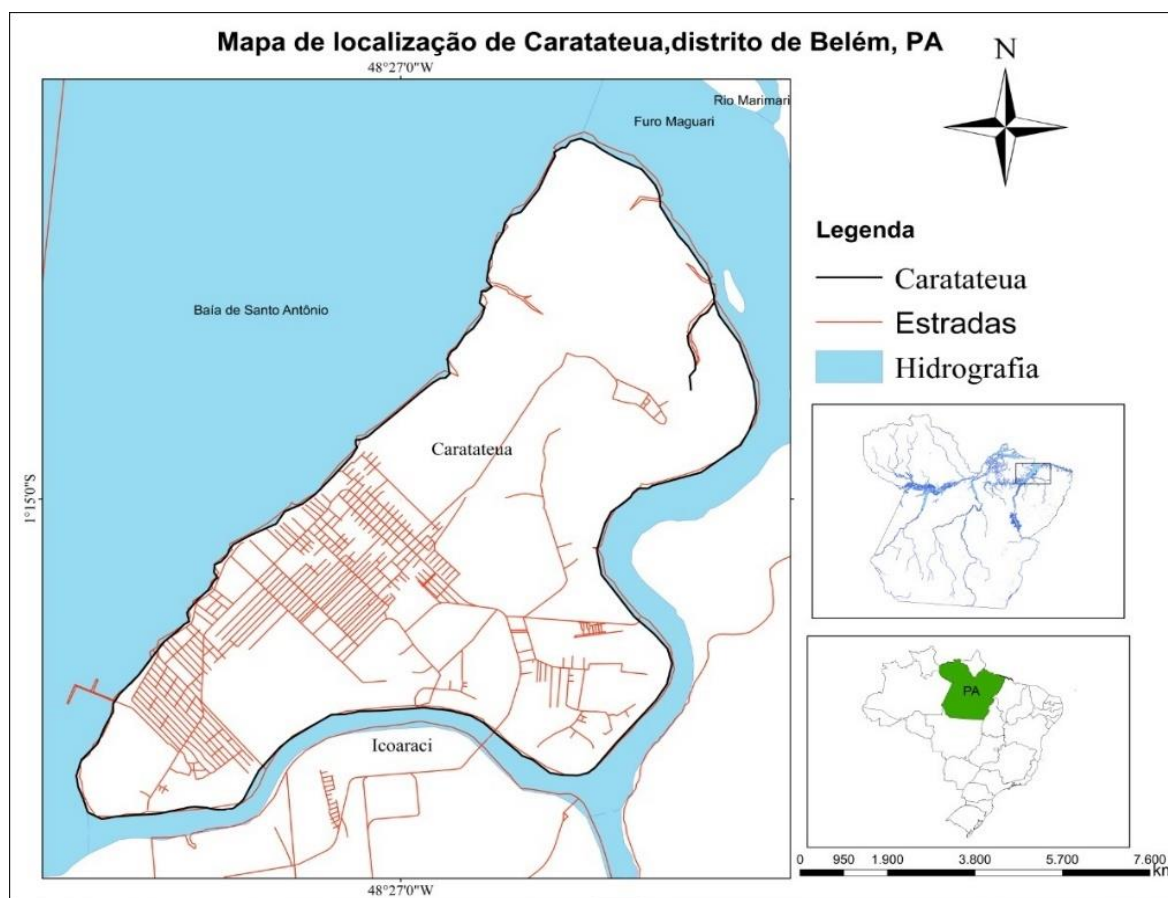 Mapa de localização de Caratateua,distrito de Belém, PA
N
48°27'0"W
Rio Marimari
Furo Maguari
Legenda
Caratateua
Estradas
Hidrografia
Baía de Santo Antônio
Caratateua
1°15'0"S
PA
Icoaraci
48°27'0"W
0 950 1.900 3.800 5.700 7.600
km